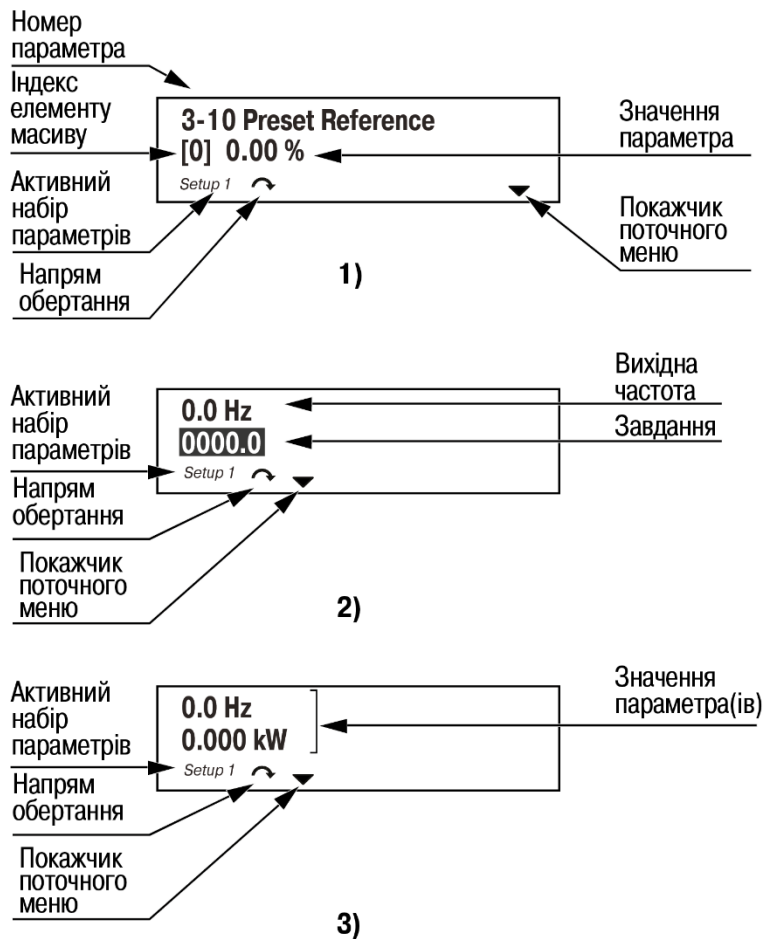 Номер
параметра
Індекс
елементу
масиву
Активний
набір
параметрів
Напрям
обертання
3-10 Preset Reference
[0] 0.00 %
Setup 1
Значення
параметра
Покажчик
поточного
меню
1)
Активний
набір
параметрів
Напрям
обертання
Покажчик
поточного
меню
0.0 Hz
0000.0
Setup 1
Вихідна
частота
Завдання
2)
Активний
набір
параметрів
Напрям
обертання
Покажчик
поточного
меню
0.0 Hz
0.000 kW
Setup 1
Значення
параметра(ів)
3)